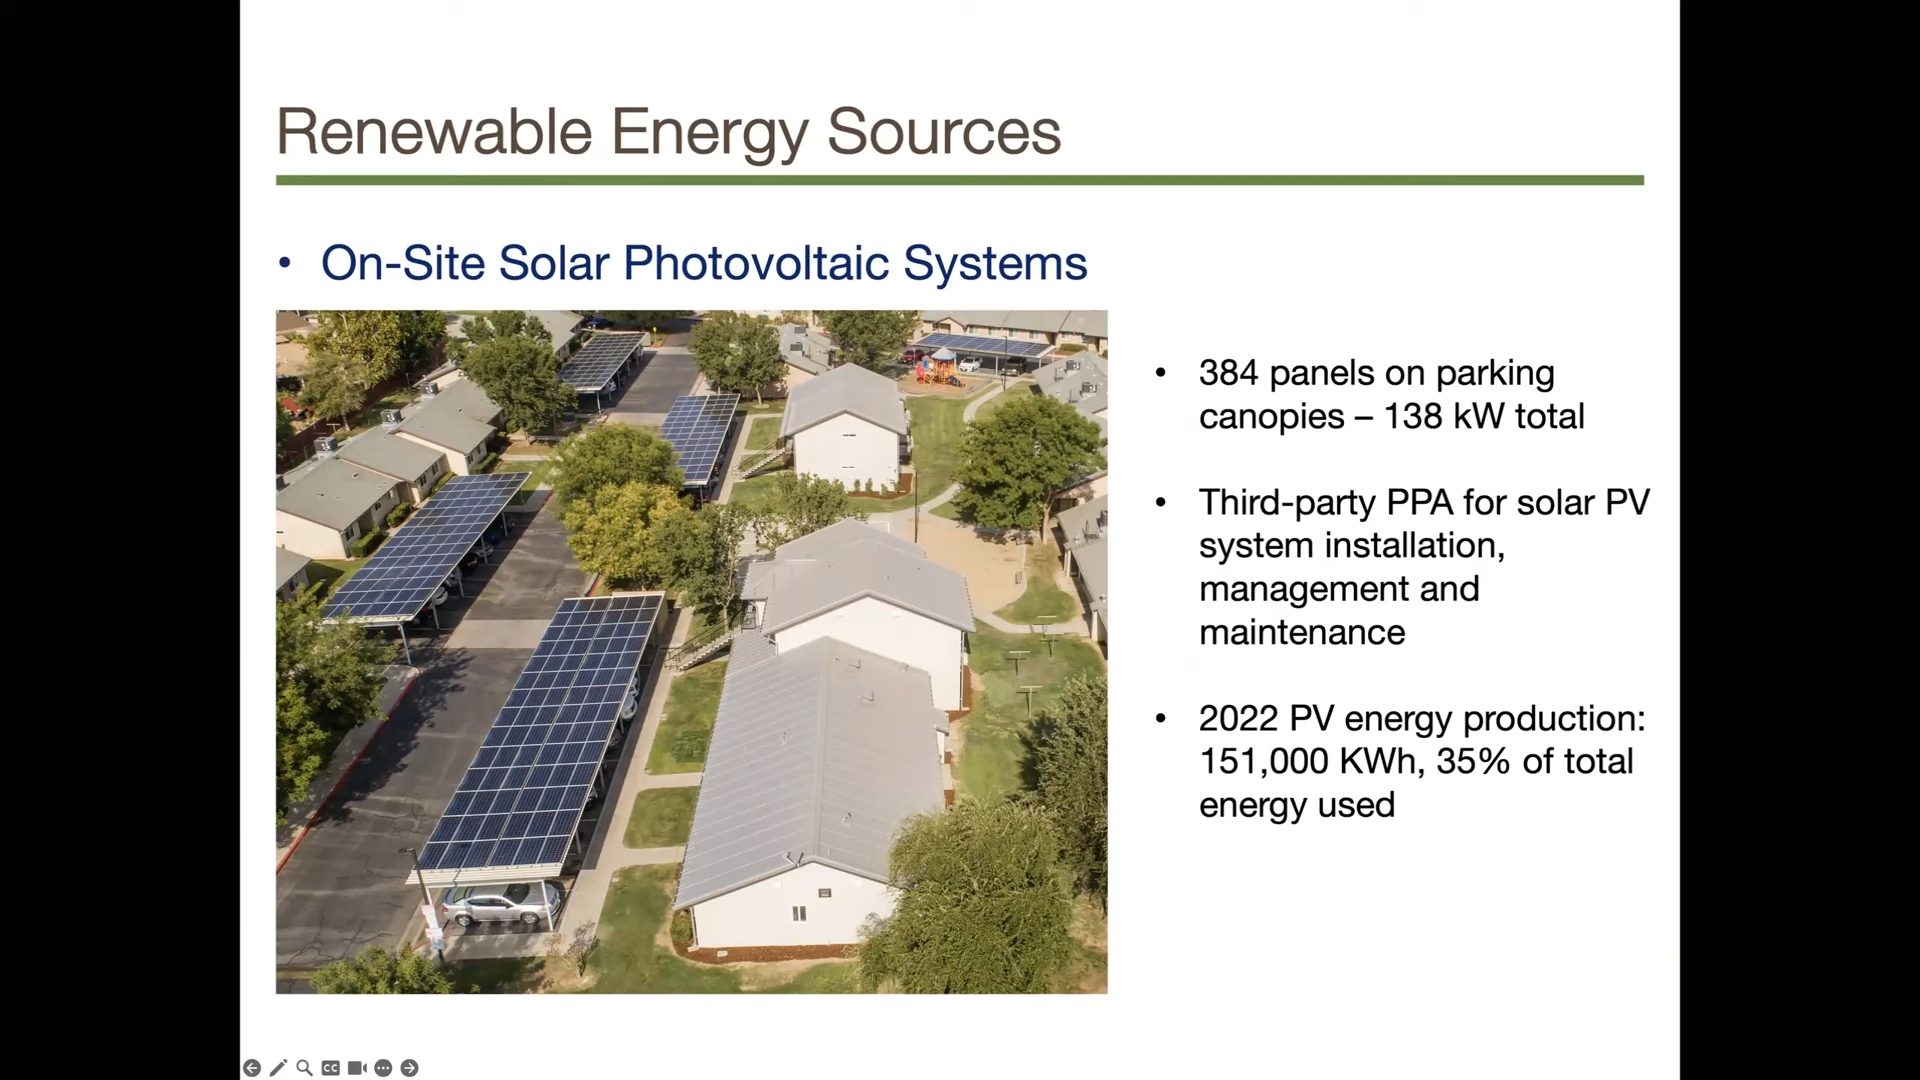 Renewable Energy Sources
• On-Site Solar Photovoltaic Systems
• 384 panels on parking
canopies – 138 kW total
• Third-party PPA for solar PV
system installation,
management and
maintenance
• 2022 PV energy production:
151,000 KWh, 35% of total
energy used
CC